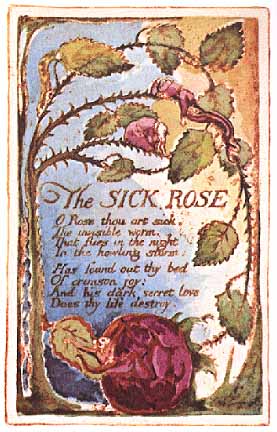 The SICK ROSE
O Rose thou art sick.
The invisible worm.
That flies in the night
In the howling storm:
Has found out thy bed
Of crimson joy:
And his dark secret love
Does thy life destroy.